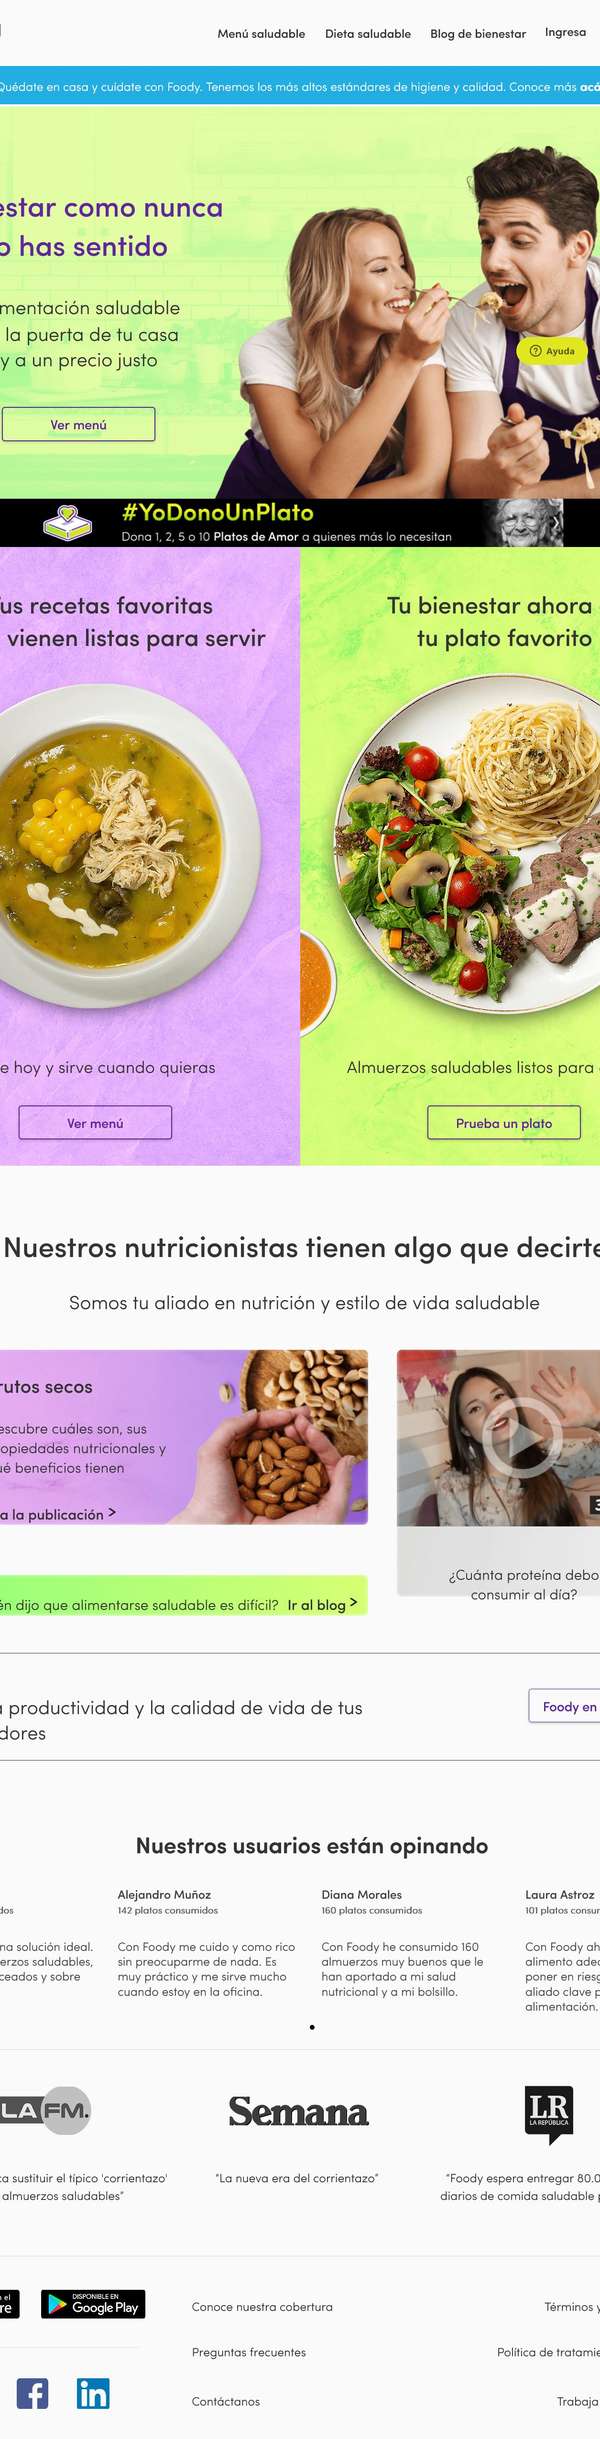 Menú saludable
Dieta saludable
Blog de bienestar
Ingresa
Quédate en casa y cuídate con Foody. Tenemos los más altos estándares de higiene y calidad. Conoce más
estar como nunca
has sentido
mentación saludable
la puerta de tu casa
y a un precio justo
Ver menú
Ayuda
#YoDonoUnPlato
Dona 1, 2, 5 o 10 Platos de Amor a quienes más lo necesitan
Tus recetas favoritas
vienen listas para servir
Tu bienestar ahora
tu plato favorito
e hoy y sirve cuando quieras
Almuerzos saludables listos para
Ver menú
Prueba un plato
Nuestros nutricionistas tienen algo que decirte
Somos tu aliado en nutrición y estilo de vida saludable
rutos secos
escubre cuáles son, sus
opiedades nutricionales y
ué beneficios tienen
a la publicación >
¿Cuánta proteína debo
consumir al día?
én dijo que alimentarse saludable es difícil? Ir al blog >
a productividad y la calidad de vida de tus
dores
Foody en
Nuestros usuarios están opinando
dos
na solución ideal.
erzos saludables,
ceados y sobre
Alejandro Muñoz
142 platos consumidos
Con Foody me cuido y como rico
sin preocuparme de nada. Es
muy práctico y me sirve mucho
cuando estoy en la oficina.
Diana Morales
160 platos consumidos
Con Foody he consumido 160
almuerzos muy buenos que le
han aportado a mi salud
nutricional y a mi bolsillo.
Laura Astroz
101 platos consu
Con Foody ah
alimento ade
poner en ries
aliado clave p
alimentación.
LA FM.
Semana
LR
LA REPÚBLICA
ca sustituir el típico 'corrientazo'
almuerzos saludables"
"La nueva era del corrientazo"
"Foody espera entregar 80.0
diarios de comida saludable p
n el
re
DISPONIBLE EN
Google Play
Conoce nuestra cobertura
Términos y
Preguntas frecuentes
Política de tratamie
in
Contáctanos
Trabaja